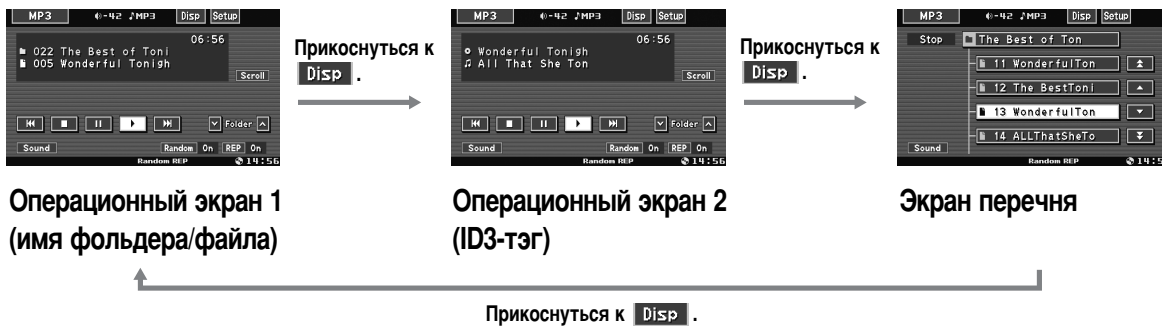 MP3 -42 ♪MP3 Disp Setup
06:56
022 The Best of Toni
005 Wonderful Tonigh
Scroll
Folder
Sound Random On REP On
Random REP 14:56
Операционный экран 1
(имя фольдера/файла)
Прикоснуться к
Disp .
MP3 -42 ♪MP3 Disp Setup
06:56
Wonderful Tonigh
♫ All That She Ton
Scroll
Folder
Sound Random On REP On
Random REP 14:56
Операционный экран 2
(ID3-тэг)
Прикоснуться к
Disp .
MP3 -42 ♪MP3 Disp Setup
Stop The Best of Ton
11 WonderfulTon
12 The BestToni
13 WonderfulTon
14 ALLThatSheTo
Sound
Random REP 14:5
Экран перечня
Прикоснуться к Disp .